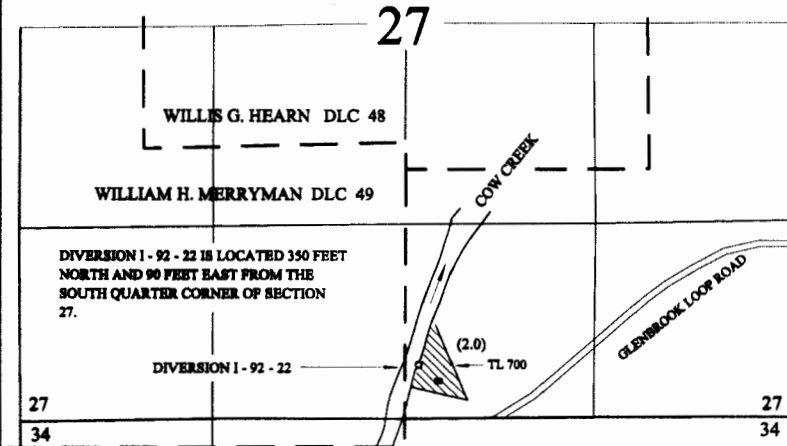 27
WILLIS G. HEARN DLC 48
COW CREEK
WILLIAM H. MERRYMAN DLC 49
DIVERSION I - 92 - 22 IS LOCATED 350 FEET
NORTH AND 90 FEET EAST FROM THE
SOUTH QUARTER CORNER OF SECTION
27.
GLENBROOK LOOP ROAD
(2.0)
DIVERSION I - 92 - 22
TL 700
27
27
34
34